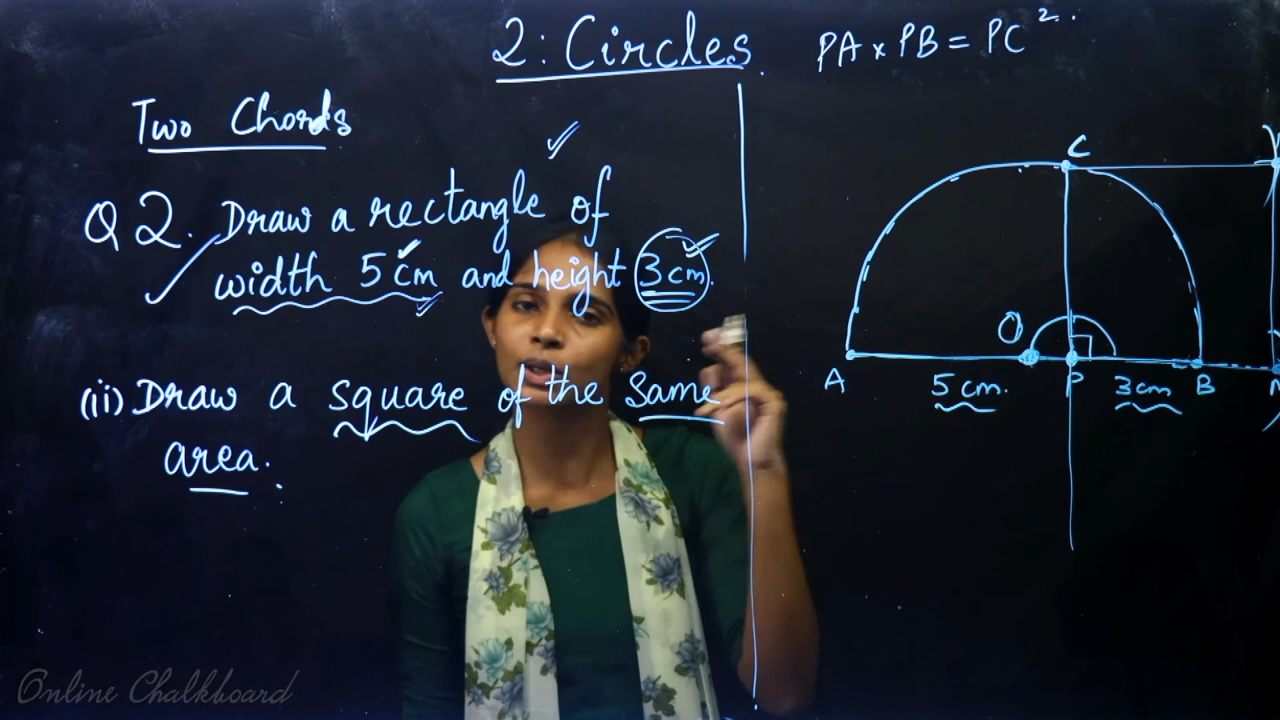 2: Circles.
PA x PB = PC².
Two Chords
Q2. Draw a rectangle of
width 5 cm and height 3 cm.
(ii) Draw a square of the same
area.
C
O
A 5 cm. P 3 cm B
Online Chalkboard